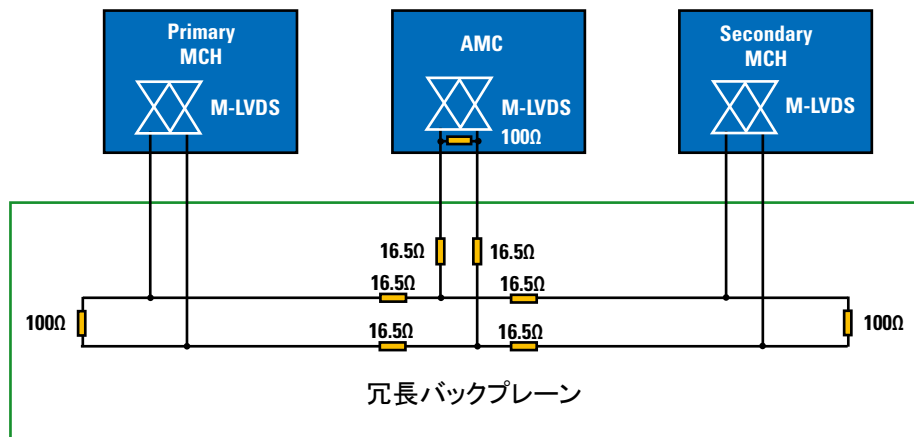 Primary
MCH
M-LVDS
AMC
M-LVDS
100Ω
Secondary
MCH
M-LVDS
16.5Ω
16.5Ω
16.5Ω
16.5Ω
100Ω
100Ω
16.5Ω
16.5Ω
冗長バックプレーン